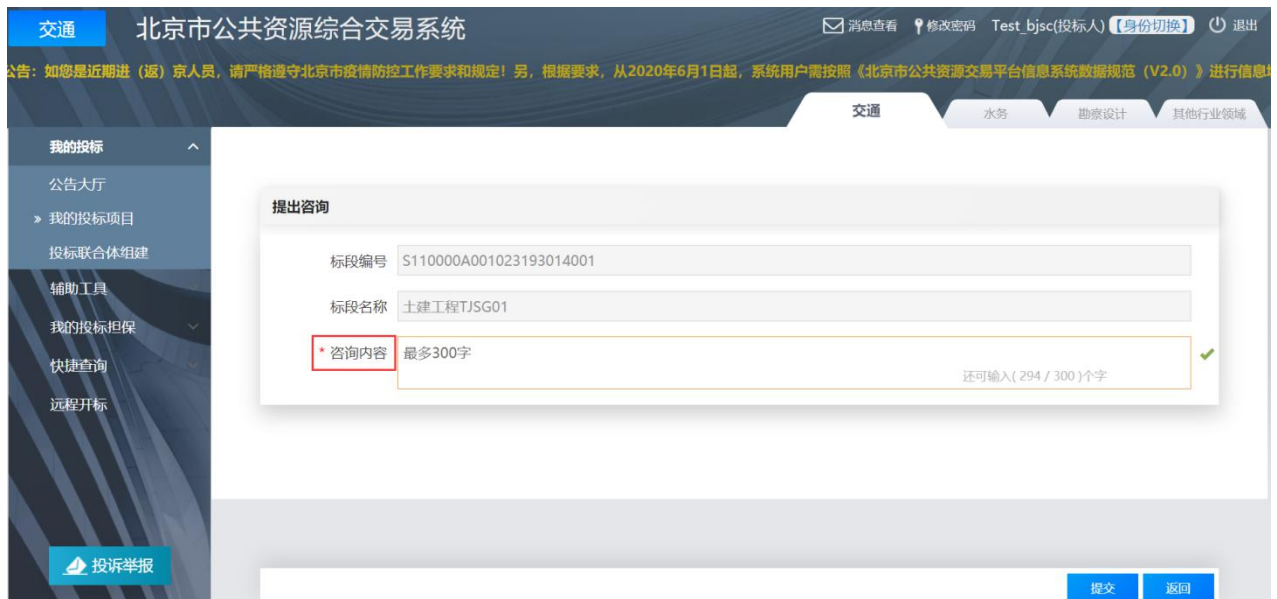 交通
北京市公共资源综合交易系统
消息查看 修改密码 Test_bjsc(投标人)【身份切换】 退出
公告：如您是近期进（返）京人员，请严格遵守北京市疫情防控工作要求和规定！另，根据要求，从2020年6月1日起，系统用户需按照《北京市公共资源交易平台信息系统数据规范（V2.0）》进行信息
交通 水务 勘察设计 其他行业领域
我的投标
公告大厅
» 我的投标项目
投标联合体组建
辅助工具
我的投标担保
快捷查询
远程开标
投诉举报
提出咨询
标段编号 S110000A001023193014001
标段名称 土建工程TJSG01
* 咨询内容 最多300字
还可输入( 294 / 300 )个字
提交 返回